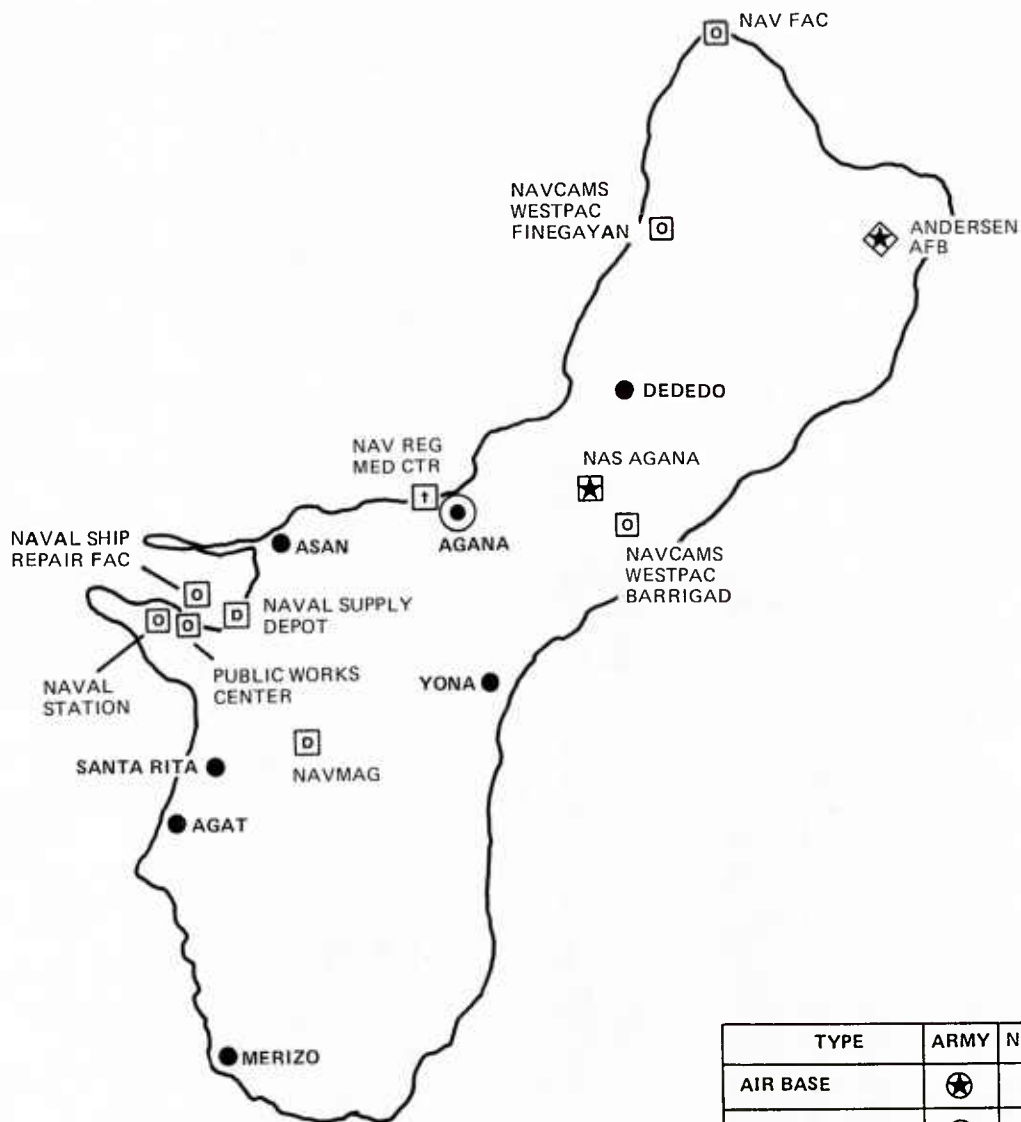 NAV FAC
NAVCAMS
WESTPAC
FINEGAYAN
ANDERSEN
AFB
DEDEDO
NAV REG
MED CTR
NAS AGANA
AGANA
NAVCAMS
WESTPAC
BARRIGAD
ASAN
NAVAL SHIP
REPAIR FAC
NAVAL SUPPLY
DEPOT
PUBLIC WORKS
CENTER
NAVAL
STATION
YONA
NAVMAG
SANTA RITA
AGAT
MERIZO
TYPE ARMY N
AIR BASE